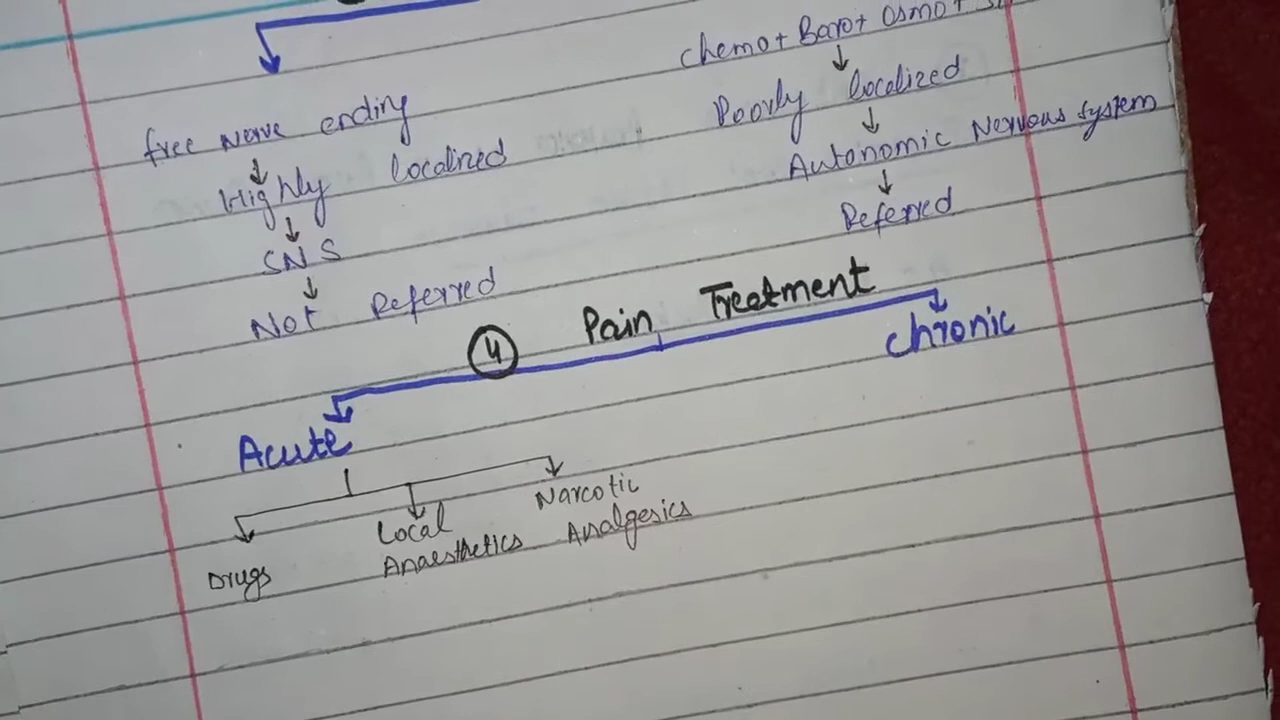 free Nerve ending
Highly localized
SNS
Not Referred
Chemo + Baro + Osmo +
Poorly localized
Autonomic Nervous System
Referred
4 Pain Treatment
Acute
Chronic
Drugs
Local
Anaesthetics
Narcotic
Analgesics